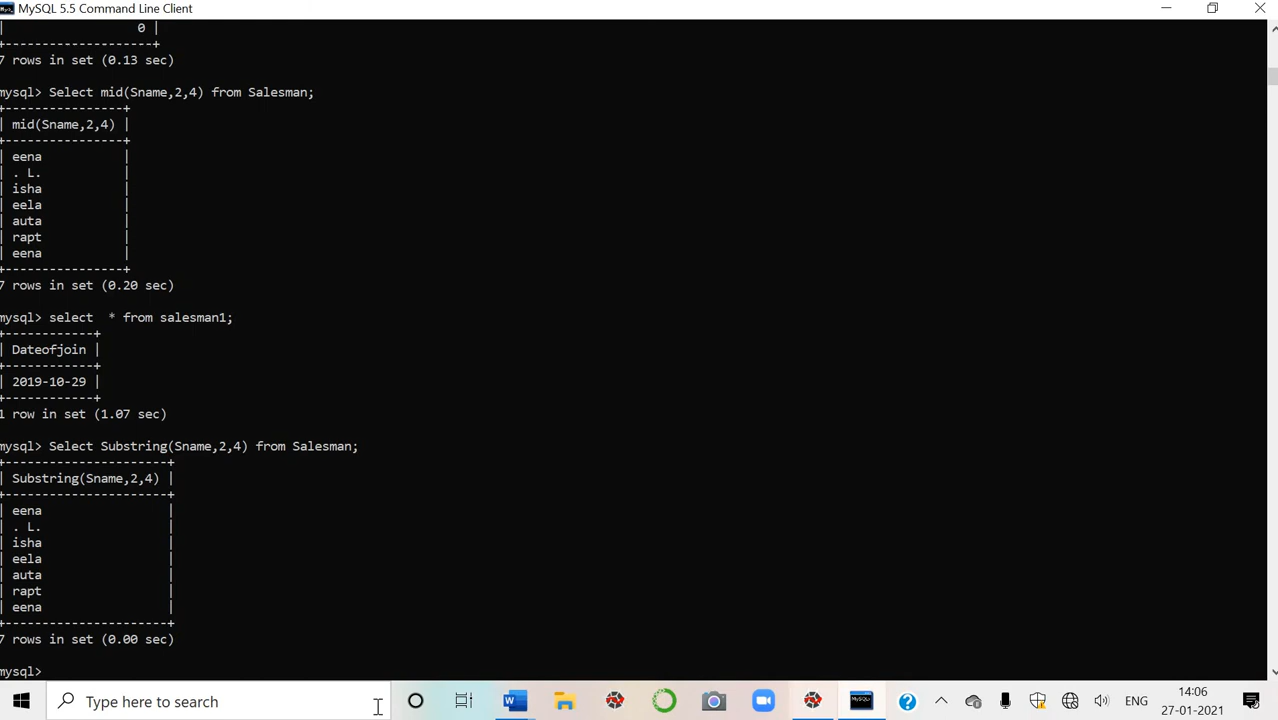 MySQL 5.5 Command Line Client
|                  0 |
+--------------------+
7 rows in set (0.13 sec)
mysql> Select mid(Sname,2,4) from Salesman;
+----------------+
| mid(Sname,2,4) |
+----------------+
| eena           |
| . L.           |
| isha           |
| eela           |
| auta           |
| rapt           |
| eena           |
+----------------+
7 rows in set (0.20 sec)
mysql> select  * from salesman1;
+------------+
| Dateofjoin |
+------------+
| 2019-10-29 |
+------------+
1 row in set (1.07 sec)
mysql> Select Substring(Sname,2,4) from Salesman;
+----------------------+
| Substring(Sname,2,4) |
+----------------------+
| eena                 |
| . L.                 |
| isha                 |
| eela                 |
| auta                 |
| rapt                 |
| eena                 |
+----------------------+
7 rows in set (0.00 sec)
mysql>
Type here to search
W
ENG
14:06
27-01-2021